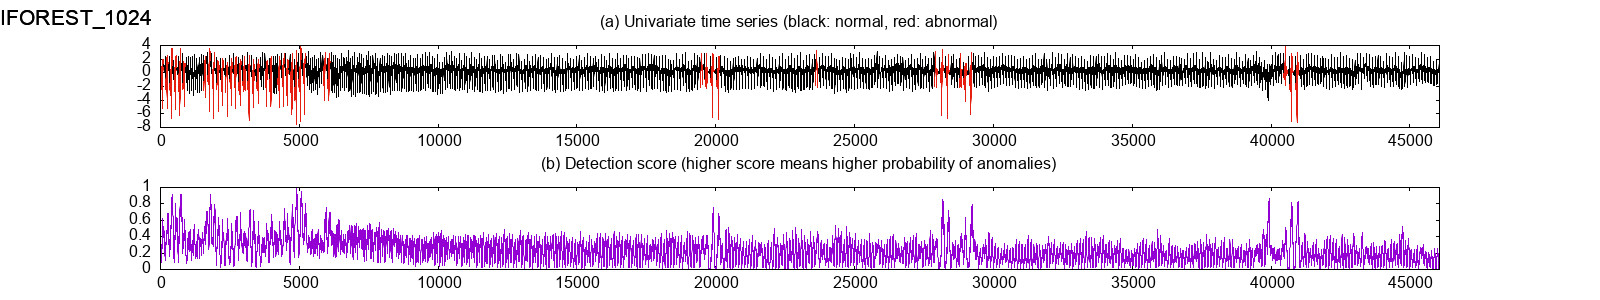 IFOREST_1024
(a) Univariate time series (black: normal, red: abnormal)
4
2
0
-2
-4
-6
-8
0 5000 10000 15000 20000 25000 30000 35000 40000 45000
(b) Detection score (higher score means higher probability of anomalies)
1
0.8
0.6
0.4
0.2
0
0 5000 10000 15000 20000 25000 30000 35000 40000 45000